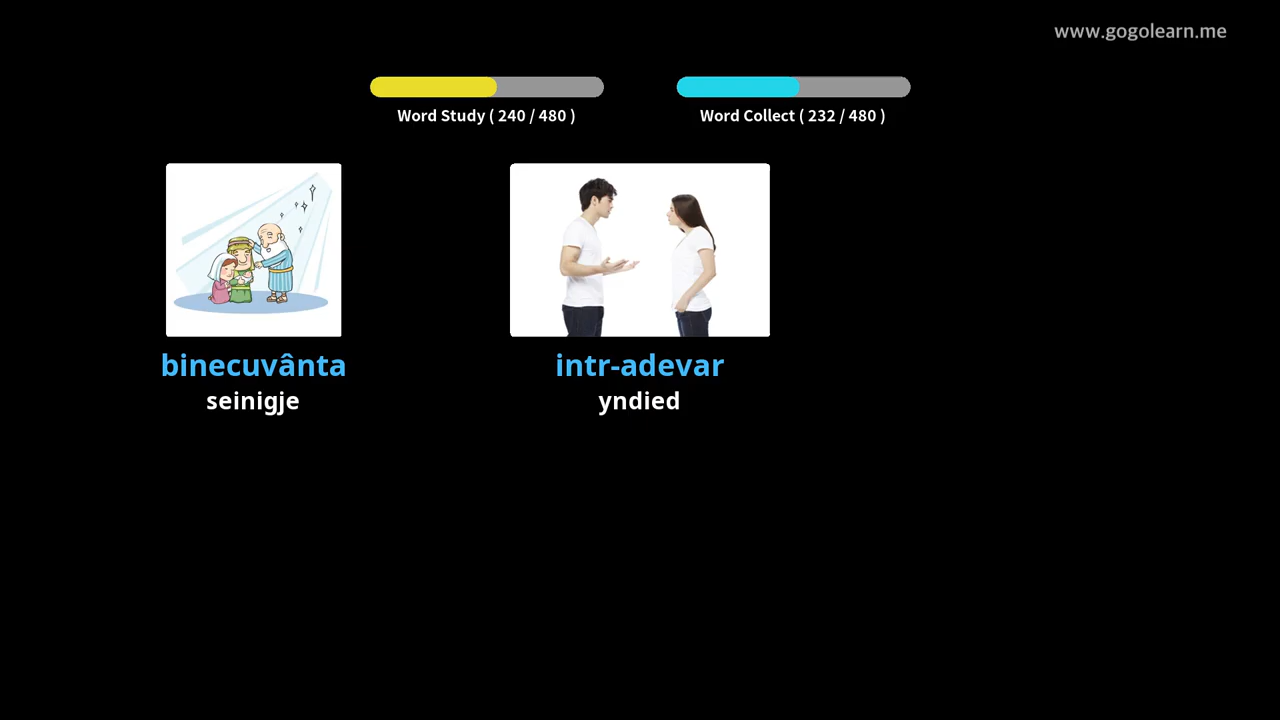 www.gogolearn.me
Word Study ( 240 / 480 )
Word Collect ( 232 / 480 )
binecuvânta
seinigje
intr-adevar
yndied